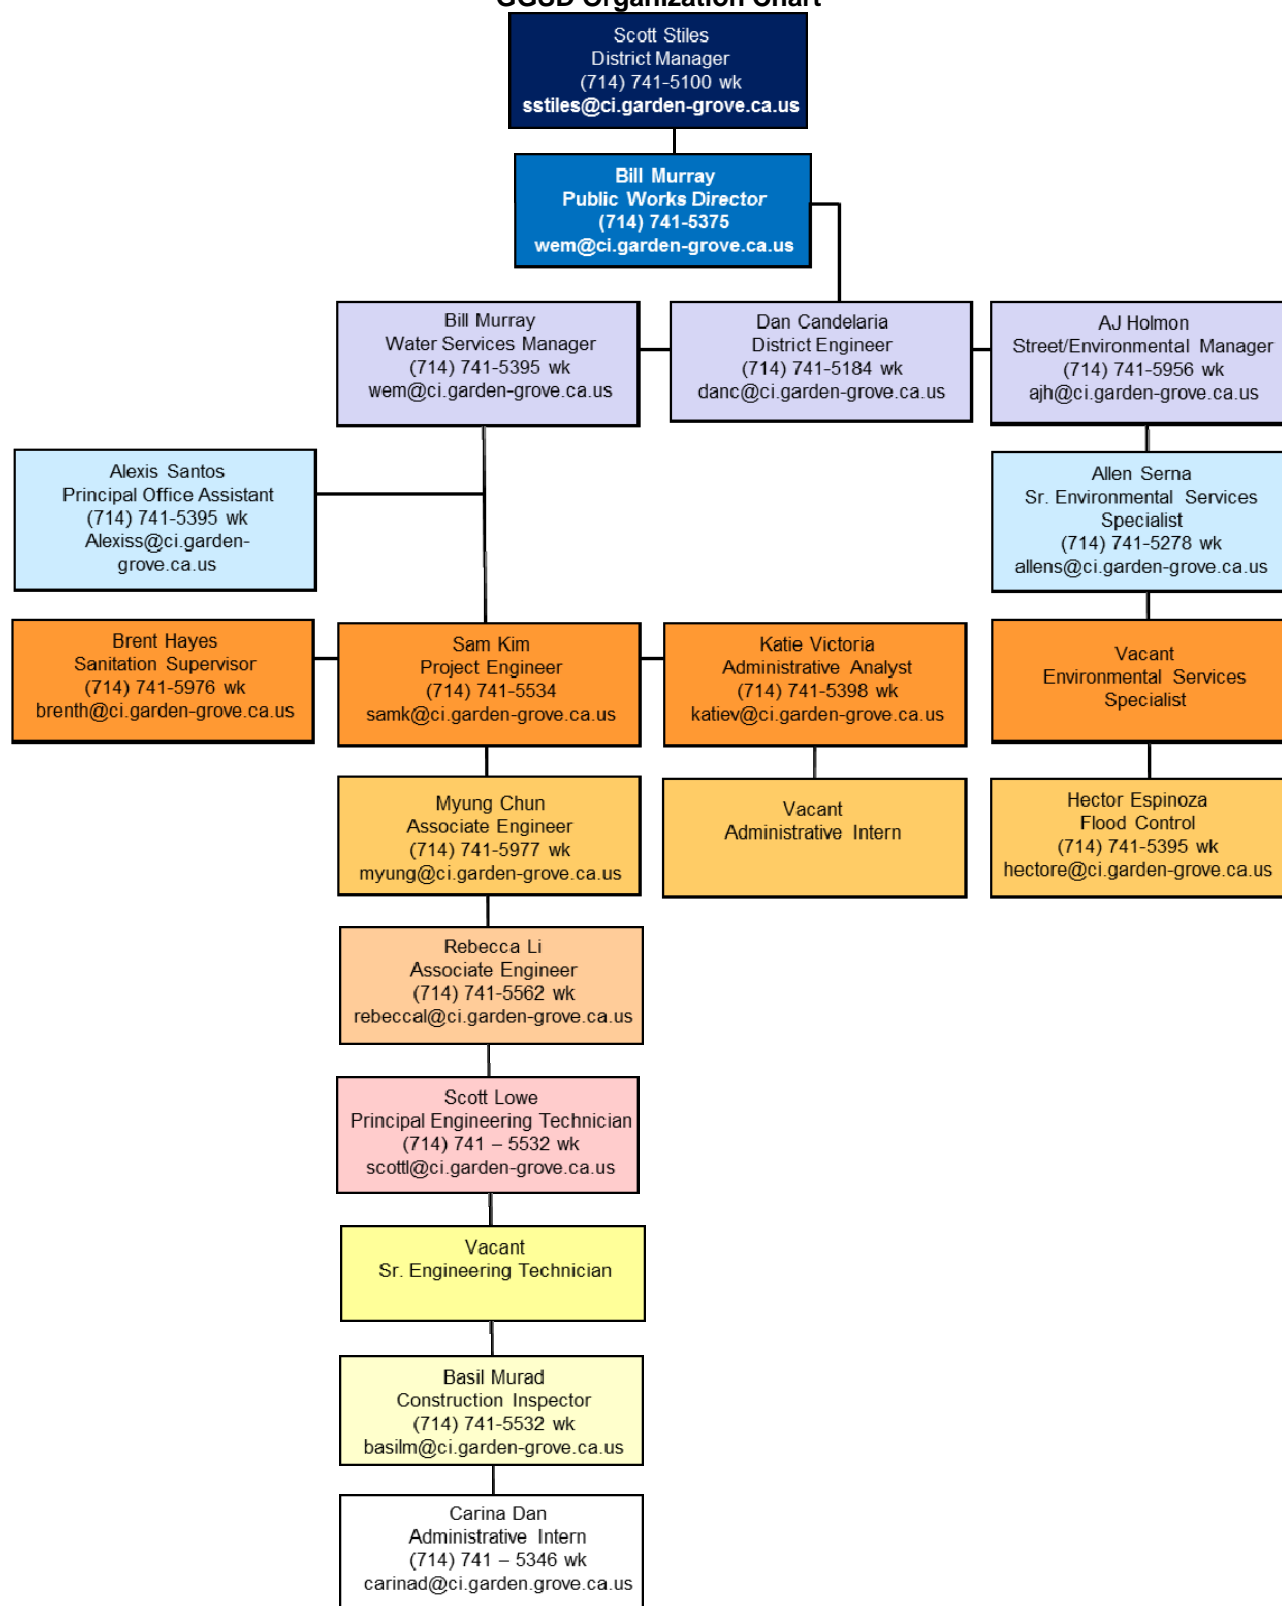 GGSD Organization Chart
Scott Stiles
District Manager
(714) 741-5100 wk
sstiles@ci.garden-grove.ca.us
Bill Murray
Public Works Director
(714) 741-5375
wem@ci.garden-grove.ca.us
Bill Murray
Water Services Manager
(714) 741-5395 wk
wem@ci.garden-grove.ca.us
Dan Candelaria
District Engineer
(714) 741-5184 wk
danc@ci.garden-grove.ca.us
AJ Holmon
Street/Environmental Manager
(714) 741-5956 wk
ajh@ci.garden-grove.ca.us
Alexis Santos
Principal Office Assistant
(714) 741-5395 wk
Alexiss@ci.garden-
grove.ca.us
Allen Serna
Sr. Environmental Services
Specialist
(714) 741-5278 wk
allens@ci.garden-grove.ca.us
Brent Hayes
Sanitation Supervisor
(714) 741-5976 wk
brenth@ci.garden-grove.ca.us
Sam Kim
Project Engineer
(714) 741-5534
samk@ci.garden-grove.ca.us
Katie Victoria
Administrative Analyst
(714) 741-5398 wk
katiev@ci.garden-grove.ca.us
Vacant
Environmental Services
Specialist
Myung Chun
Associate Engineer
(714) 741-5977 wk
myung@ci.garden-grove.ca.us
Vacant
Administrative Intern
Hector Espinoza
Flood Control
(714) 741-5395 wk
hectore@ci.garden-grove.ca.us
Rebecca Li
Associate Engineer
(714) 741-5562 wk
rebeccal@ci.garden-grove.ca.us
Scott Lowe
Principal Engineering Technician
(714) 741 – 5532 wk
scottl@ci.garden-grove.ca.us
Vacant
Sr. Engineering Technician
Basil Murad
Construction Inspector
(714) 741-5532 wk
basilm@ci.garden-grove.ca.us
Carina Dan
Administrative Intern
(714) 741 – 5346 wk
carinad@ci.garden.grove.ca.us